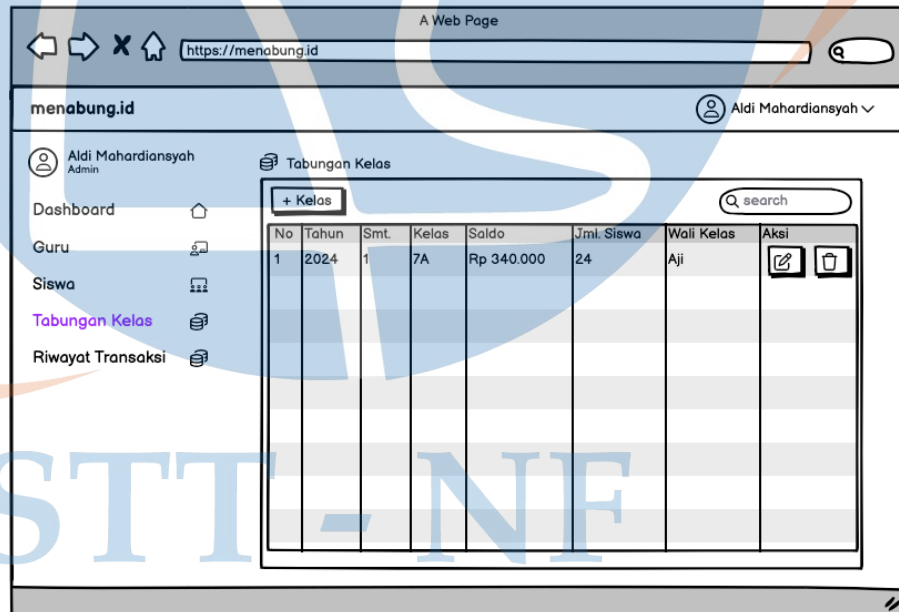 A Web Page
https://menabung.id
menabung.id
Aldi Mahardiansyah
Aldi Mahardiansyah
Admin
Dashboard
Guru
Siswa
Tabungan Kelas
Riwayat Transaksi
Tabungan Kelas
+ Kelas
search
No Tahun Smt. Kelas Saldo Jml. Siswa Wali Kelas Aksi
1 2024 1 7A Rp 340.000 24 Aji
STT - NF